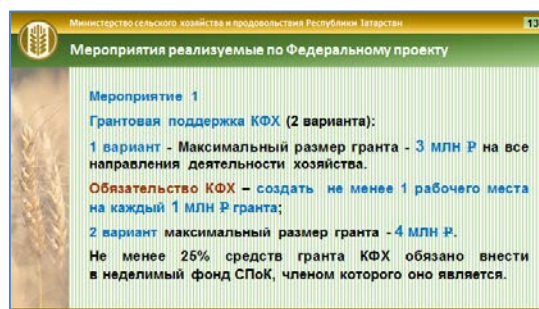 Министерство сельского хозяйства и продовольствия Республики Татарстан
13
Мероприятия реализуемые по Федеральному проекту
Мероприятие 1
Грантовая поддержка КФХ (2 варианта):
1 вариант - Максимальный размер гранта - 3 млн ₽ на все
направления деятельности хозяйства.
Обязательство КФХ – создать не менее 1 рабочего места
на каждый 1 млн ₽ гранта;
2 вариант максимальный размер гранта - 4 млн ₽.
Не менее 25% средств гранта КФХ обязано внести
в неделимый фонд СПоК, членом которого оно является.